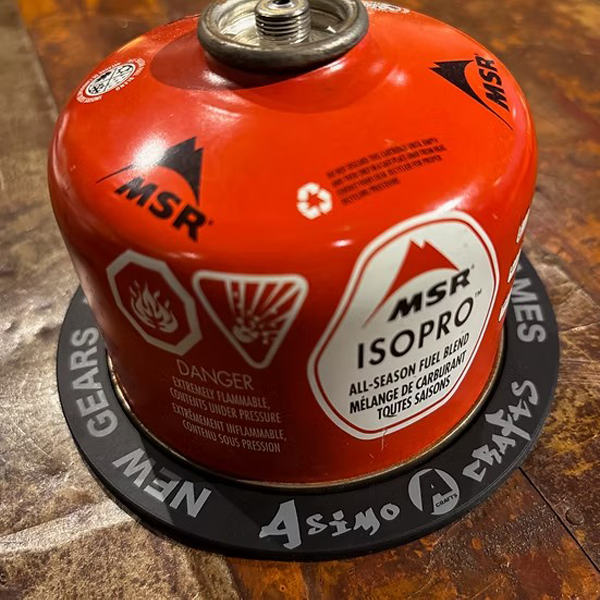 MSR
MSR
DANGER
EXTREMELY FLAMMABLE,
CONTENTS UNDER PRESSURE
EXTRÊMEMENT INFLAMMABLE,
CONTENU SOUS PRESSION
MSR
ISOPRO™
ALL-SEASON FUEL BLEND
MÉLANGE DE CARBURANT
TOUTES SAISONS
NEW GEARS
Asimo
A
CRAFTS
crafts
AMES